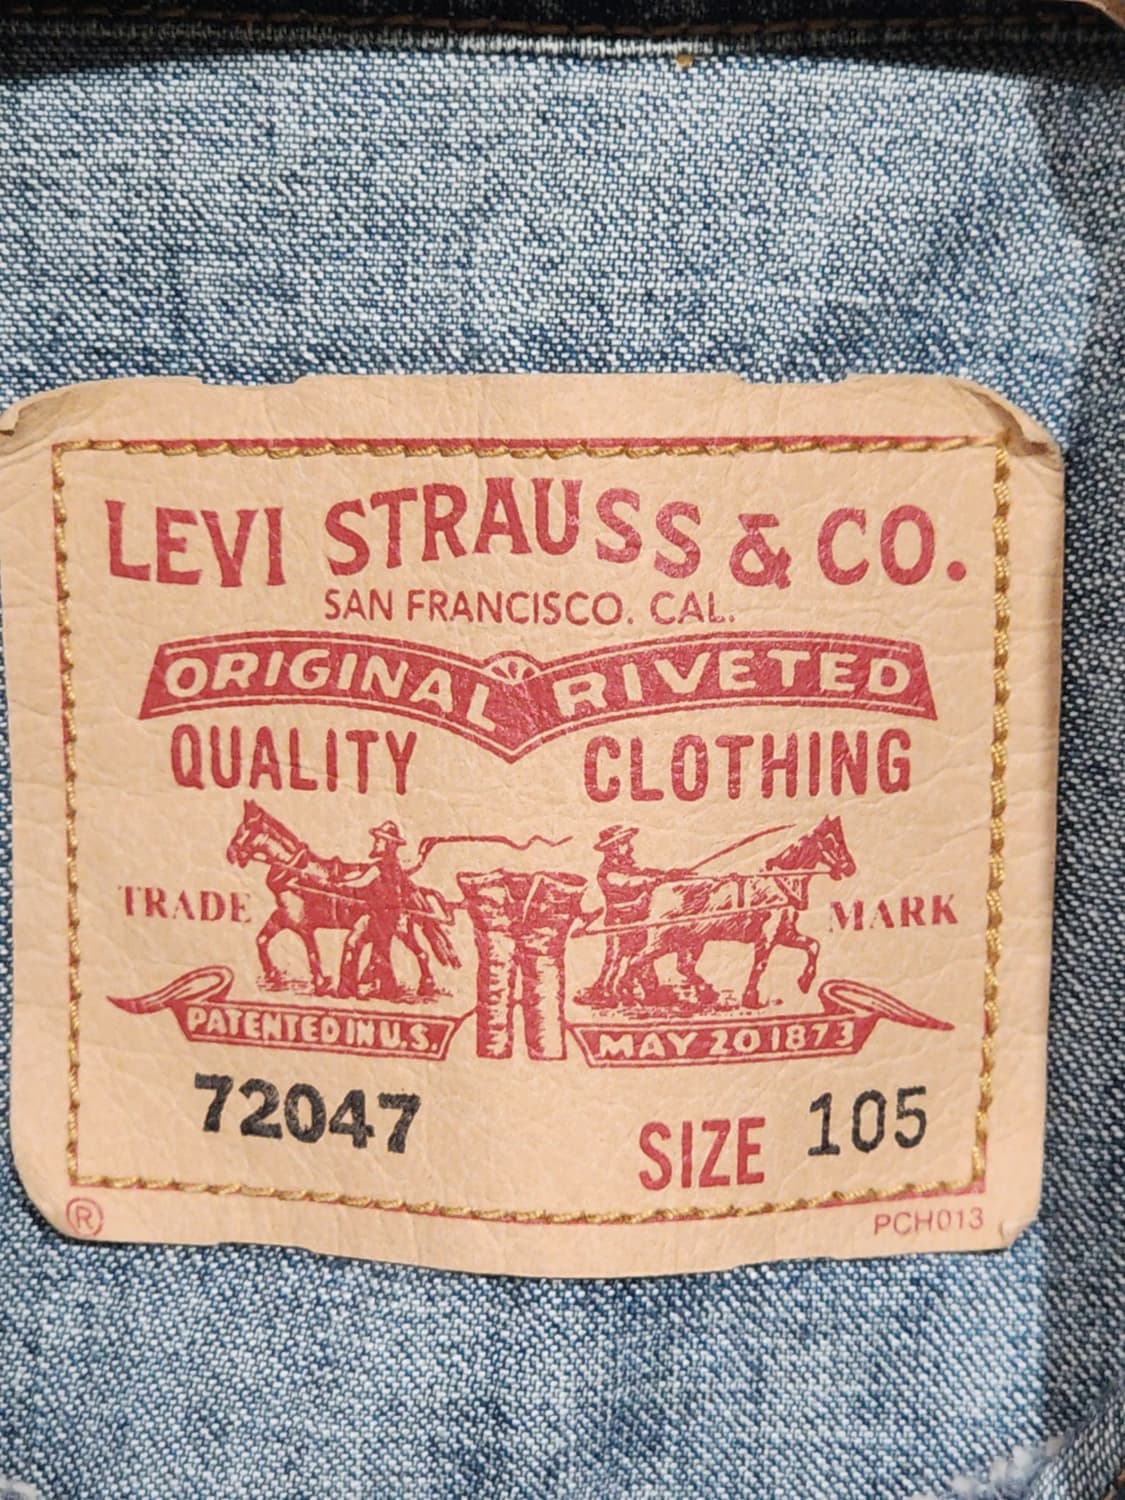 LEVI STRAUSS & CO.
SAN FRANCISCO. CAL.
ORIGINAL RIVETED
QUALITY CLOTHING
TRADE MARK
PATENTED IN U.S. MAY 20 1873
72047 SIZE 105
® PCH013